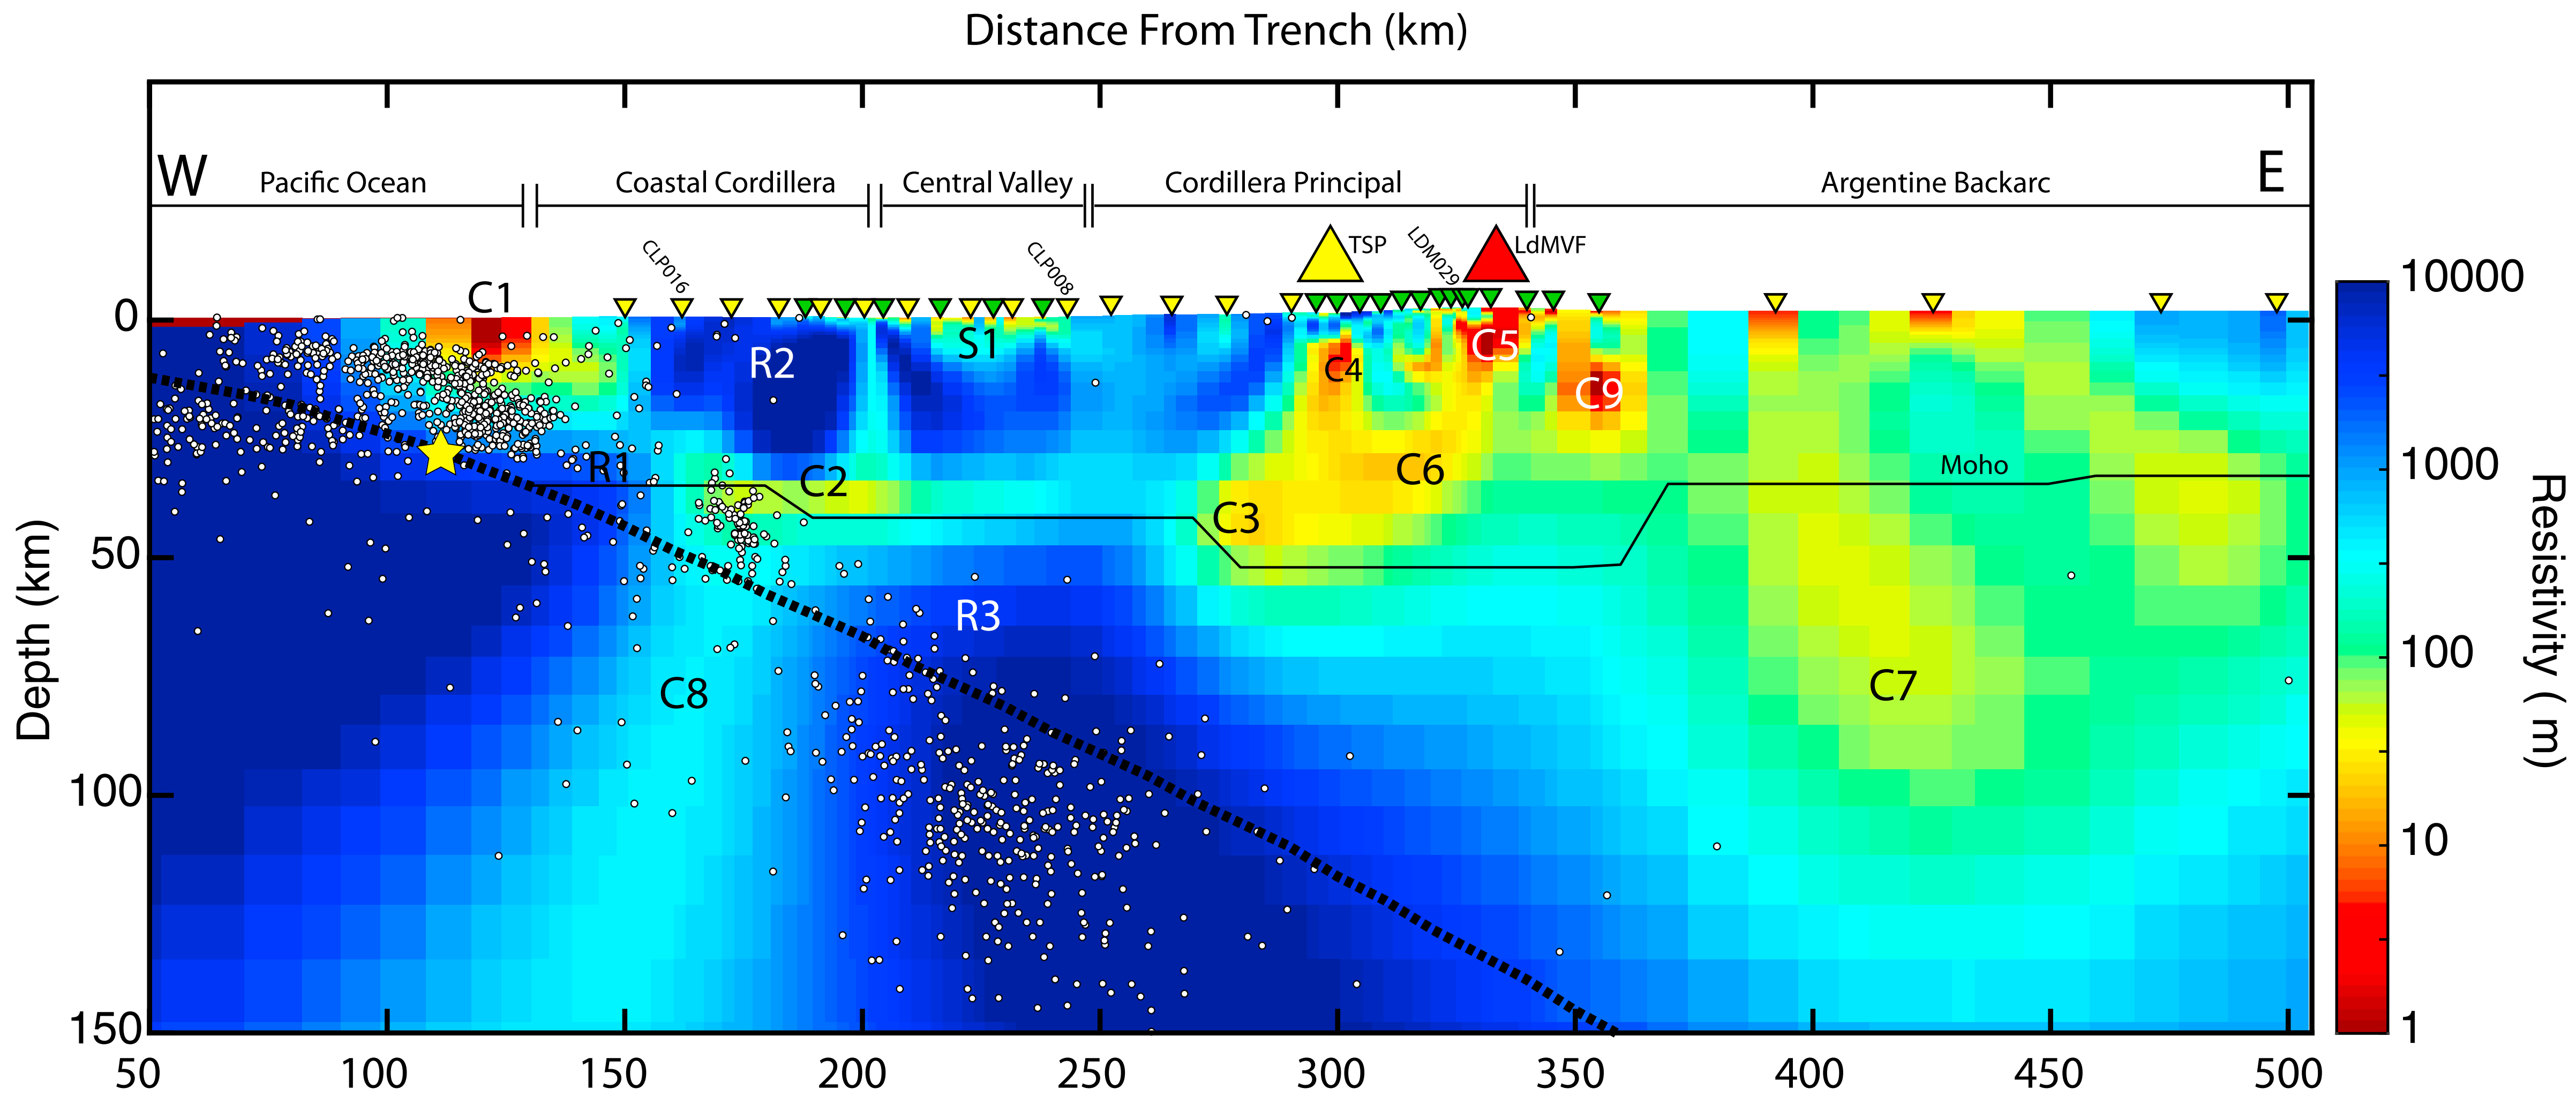 Distance From Trench (km)
W
Pacific Ocean
Coastal Cordillera
Central Valley
Cordillera Principal
Argentine Backarc
E
CLP016
CLP008
TSP
LDM029
LdMVF
C1
R2
S1
C4
C5
C9
R1
C2
C3
C6
Moho
R3
C8
C7
0
50
100
150
Depth (km)
50
100
150
200
250
300
350
400
450
500
10000
1000
100
10
1
Resistivity ( m)